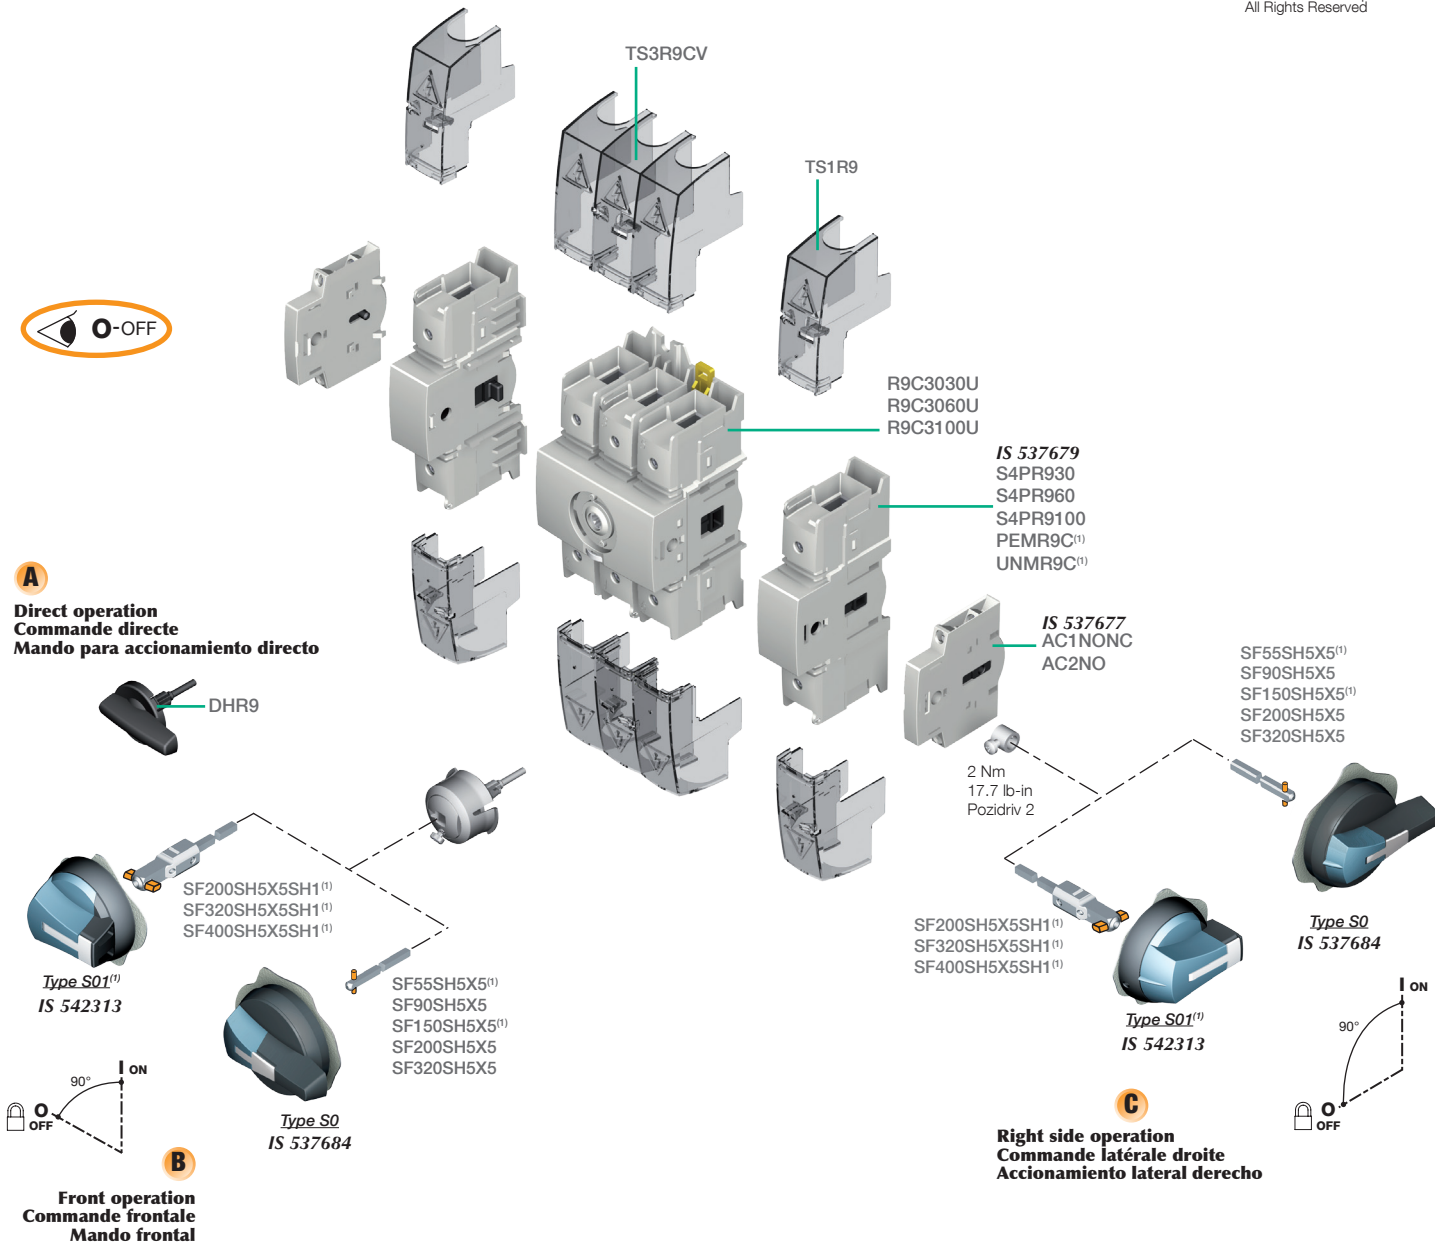 All Rights Reserved
TS3R9CV
TS1R9
O-OFF
R9C3030U
R9C3060U
R9C3100U
IS 537679
S4PR930
S4PR960
S4PR9100
PEMR9C(1)
UNMR9C(1)
A
Direct operation
Commande directe
Mando para accionamiento directo
DHR9
IS 537677
AC1NONC
AC2NO
SF55SH5X5(1)
SF90SH5X5
SF150SH5X5(1)
SF200SH5X5
SF320SH5X5
2 Nm
17.7 lb-in
Pozidriv 2
SF200SH5X5SH1(1)
SF320SH5X5SH1(1)
SF400SH5X5SH1(1)
Type S01(1)
IS 542313
SF55SH5X5(1)
SF90SH5X5
SF150SH5X5(1)
SF200SH5X5
SF320SH5X5
Type S0
IS 537684
90°
I ON
O
OFF
B
Front operation
Commande frontale
Mando frontal
SF200SH5X5SH1(1)
SF320SH5X5SH1(1)
SF400SH5X5SH1(1)
Type S01(1)
IS 542313
Type S0
IS 537684
90°
I ON
O
OFF
C
Right side operation
Commande latérale droite
Accionamiento lateral derecho